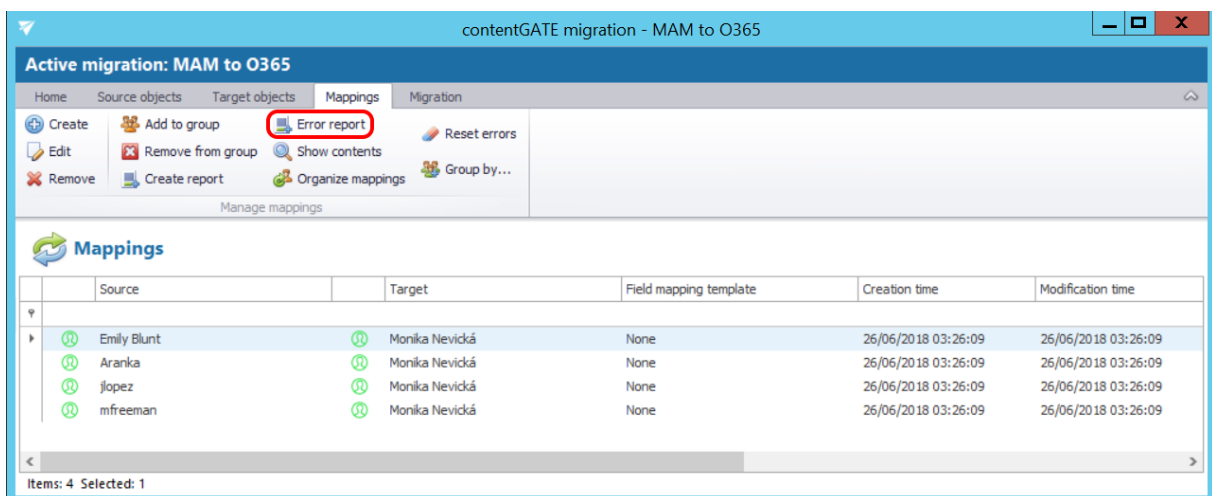 contentGATE migration - MAM to O365
Active migration: MAM to O365
Home Source objects Target objects Mappings Migration
Create Add to group Error report Reset errors
Edit Remove from group Show contents Group by...
Remove Create report Organize mappings
Manage mappings
Mappings
Source Target Field mapping template Creation time Modification time
Emily Blunt Monika Nevická None 26/06/2018 03:26:09 26/06/2018 03:26:09
Aranka Monika Nevická None 26/06/2018 03:26:09 26/06/2018 03:26:09
jlopez Monika Nevická None 26/06/2018 03:26:09 26/06/2018 03:26:09
mfreeman Monika Nevická None 26/06/2018 03:26:09 26/06/2018 03:26:09
Items: 4 Selected: 1